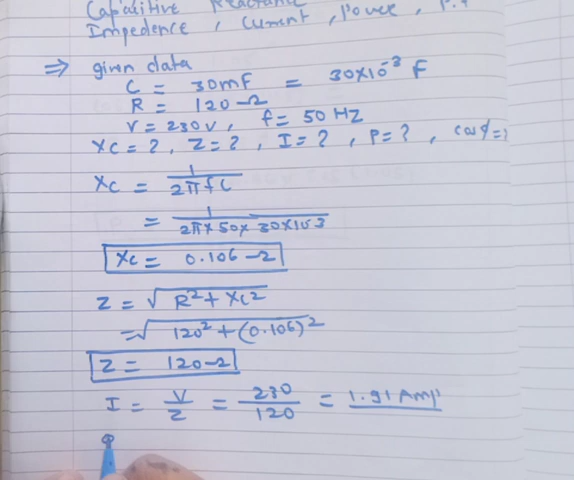 Capacitive Reactance
Impedence, Current, Power, P.f
⇒ given data
C = 30mF = 30×10⁻³ F
R = 120-Ω
V = 230v, f = 50 HZ
Xc = ?, Z = ?, I = ?, P = ?, cosϕ = ?
Xc = 1/2πfC
= 1/2π×50×30×10⁻³
Xc = 0.106-Ω
Z = √R²+Xc²
= √120²+(0.106)²
Z = 120-Ω
I = V/Z = 230/120 = 1.91 Amp